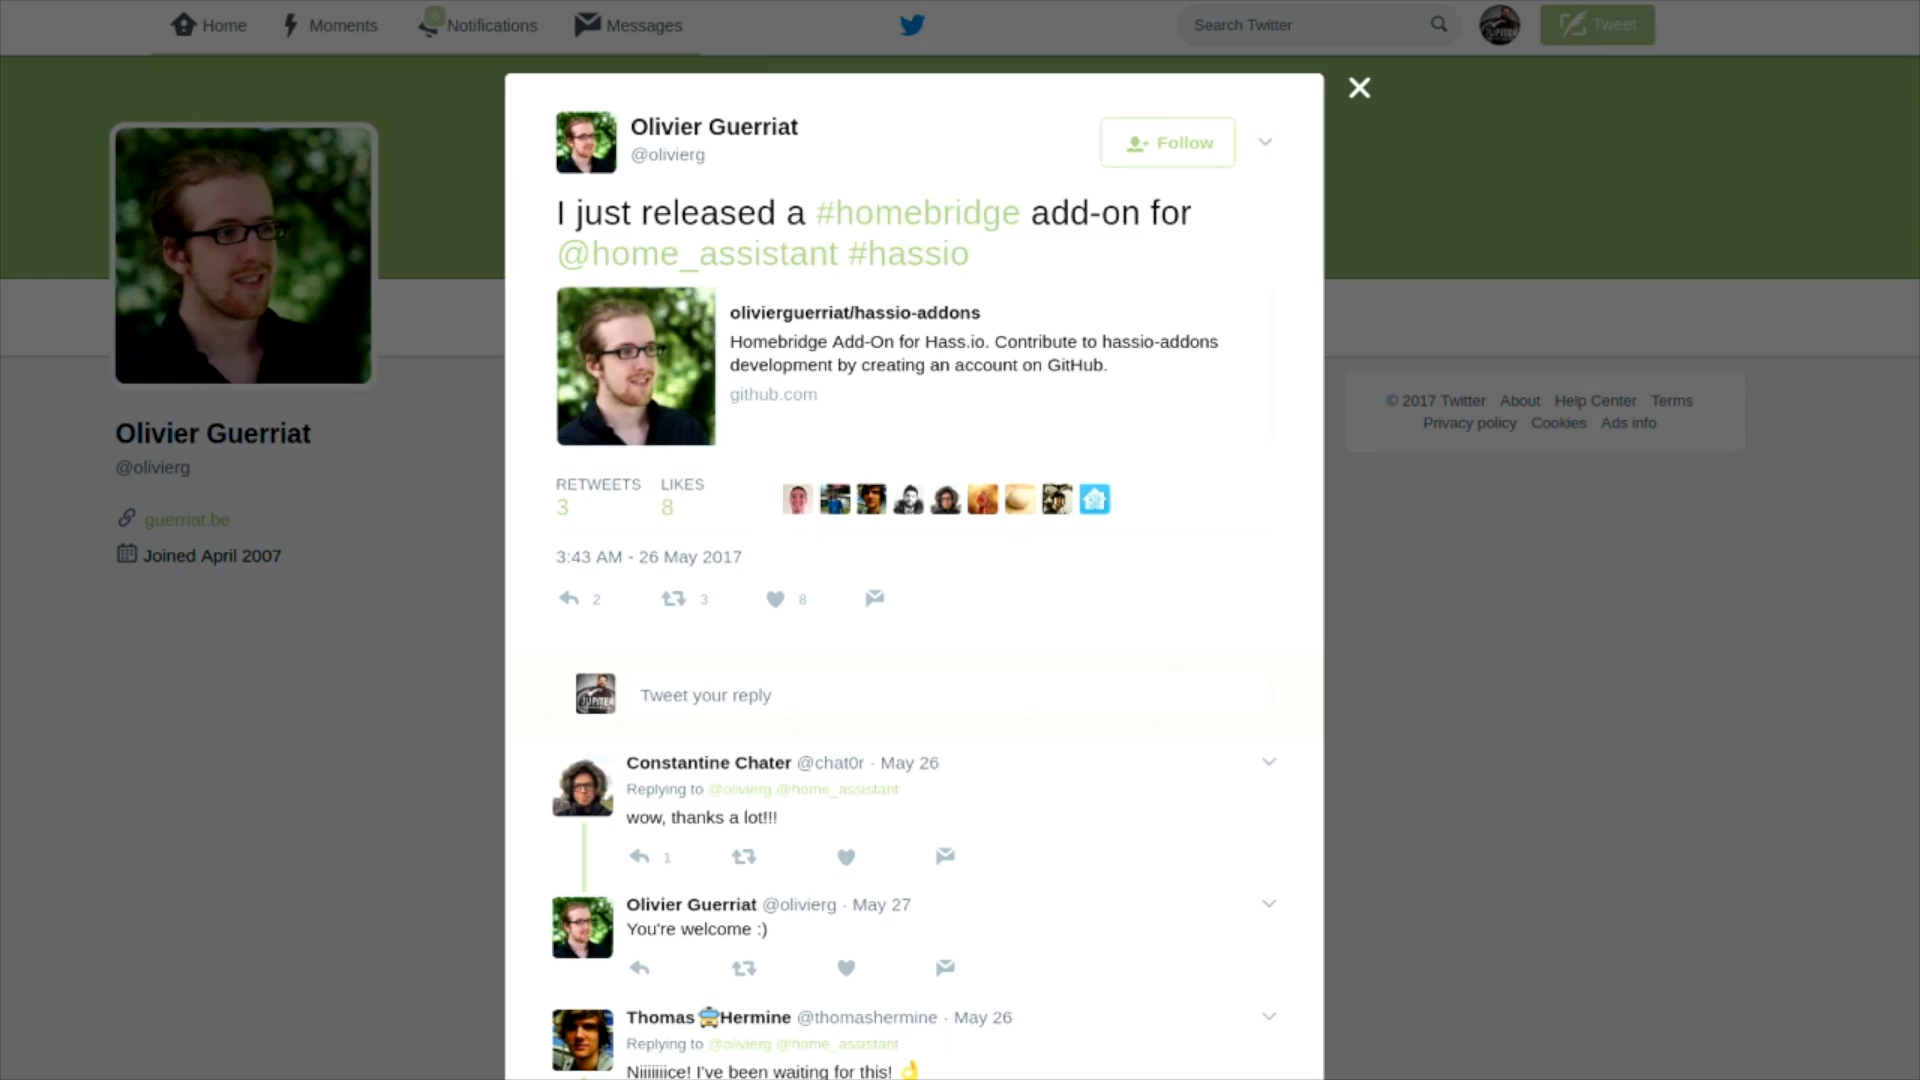 Home Moments 6 Notifications Messages Search Twitter Tweet
Olivier Guerriat
@olivierg
Follow
I just released a #homebridge add-on for
@home_assistant #hassio
olivierguerriat/hassio-addons
Homebridge Add-On for Hass.io. Contribute to hassio-addons
development by creating an account on GitHub.
github.com
RETWEETS LIKES
3 8
3:43 AM - 26 May 2017
2 3 8
Tweet your reply
Constantine Chater @chat0r · May 26
Replying to @olivierg @home_assistant
wow, thanks a lot!!!
1
Olivier Guerriat @olivierg · May 27
You're welcome :)
Thomas 🚎Hermine @thomashermine · May 26
Replying to @olivierg @home_assistant
Niiiiiiice! I've been waiting for this! 👌
Olivier Guerriat
@olivierg
guerriat.be
Joined April 2007
© 2017 Twitter About Help Center Terms
Privacy policy Cookies Ads info
JUPITER